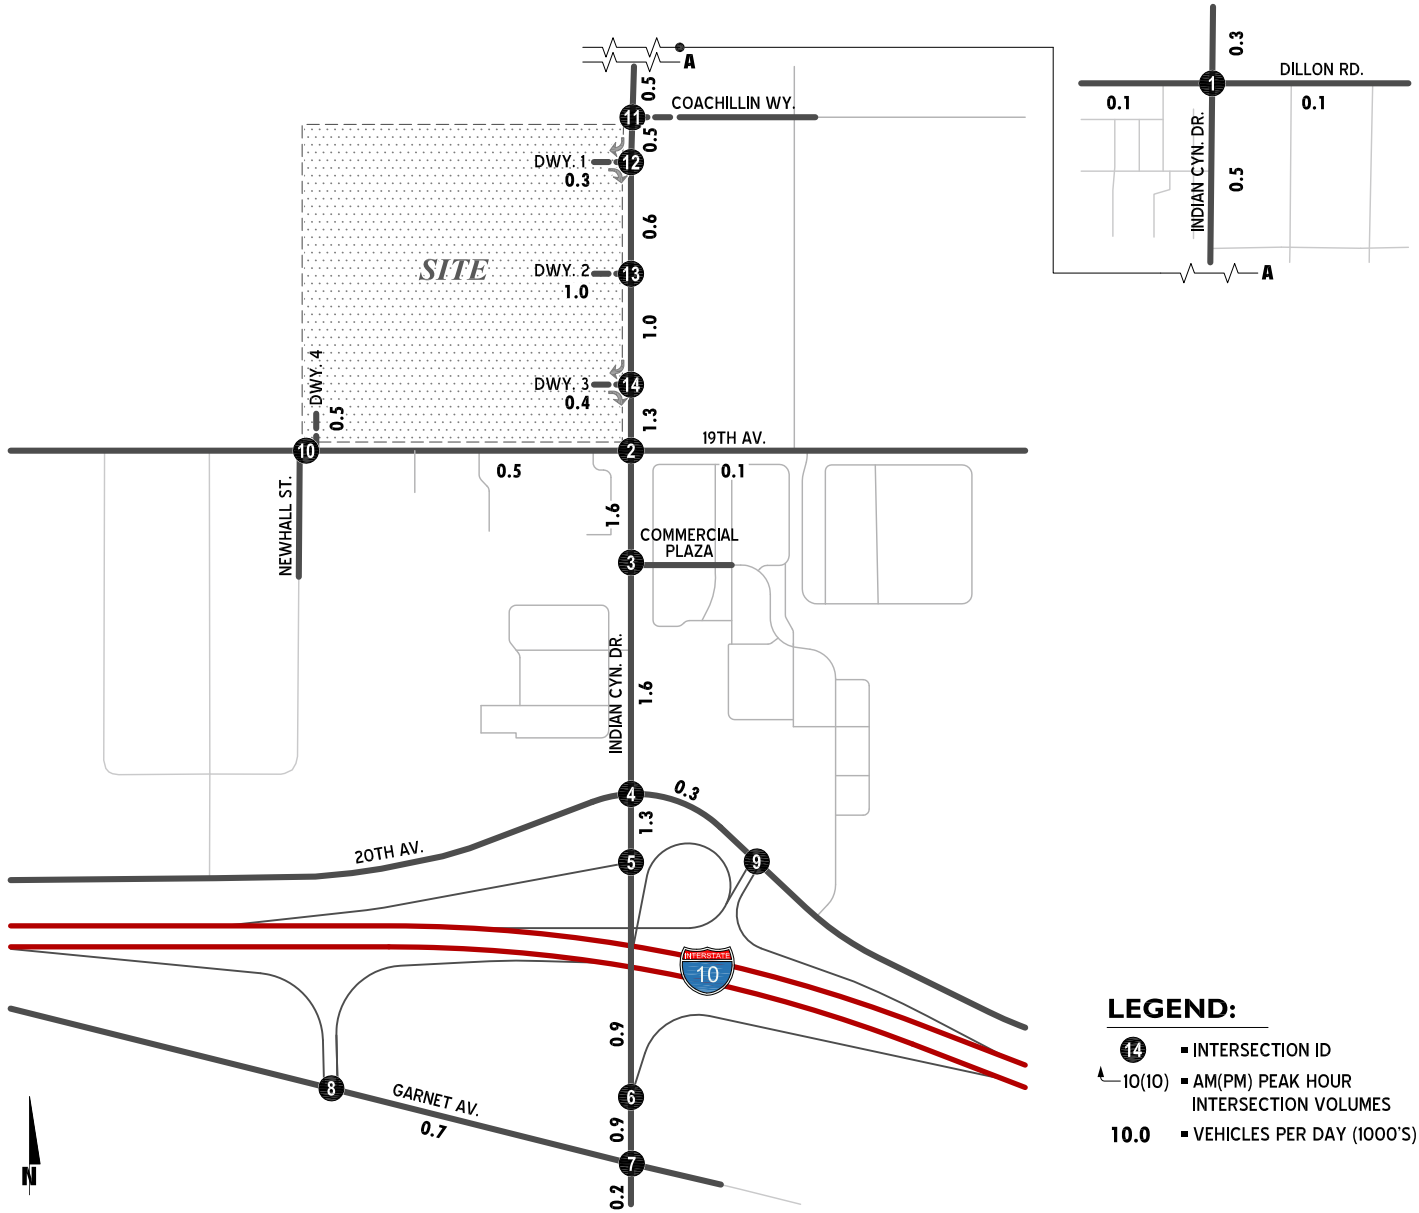 A
0.5
11
COACHILLIN WY.
0.5
DWY. 1
12
0.3
0.6
SITE
DWY. 2
13
1.0
1.0
DWY. 4
0.5
DWY. 3
14
0.4
1.3
10
2
19TH AV.
0.5
0.1
NEWHALL ST.
1.6
COMMERCIAL
PLAZA
3
INDIAN CYN. DR.
1.6
4
0.3
1.3
20TH AV.
5
9
INTERSTATE
10
0.9
8
GARNET AV.
0.7
6
0.9
7
0.2
N
0.3
1
DILLON RD.
0.1
0.1
INDIAN CYN. DR.
0.5
A
LEGEND:
14 = INTERSECTION ID
10(10) = AM(PM) PEAK HOUR
INTERSECTION VOLUMES
10.0 = VEHICLES PER DAY (1000'S)